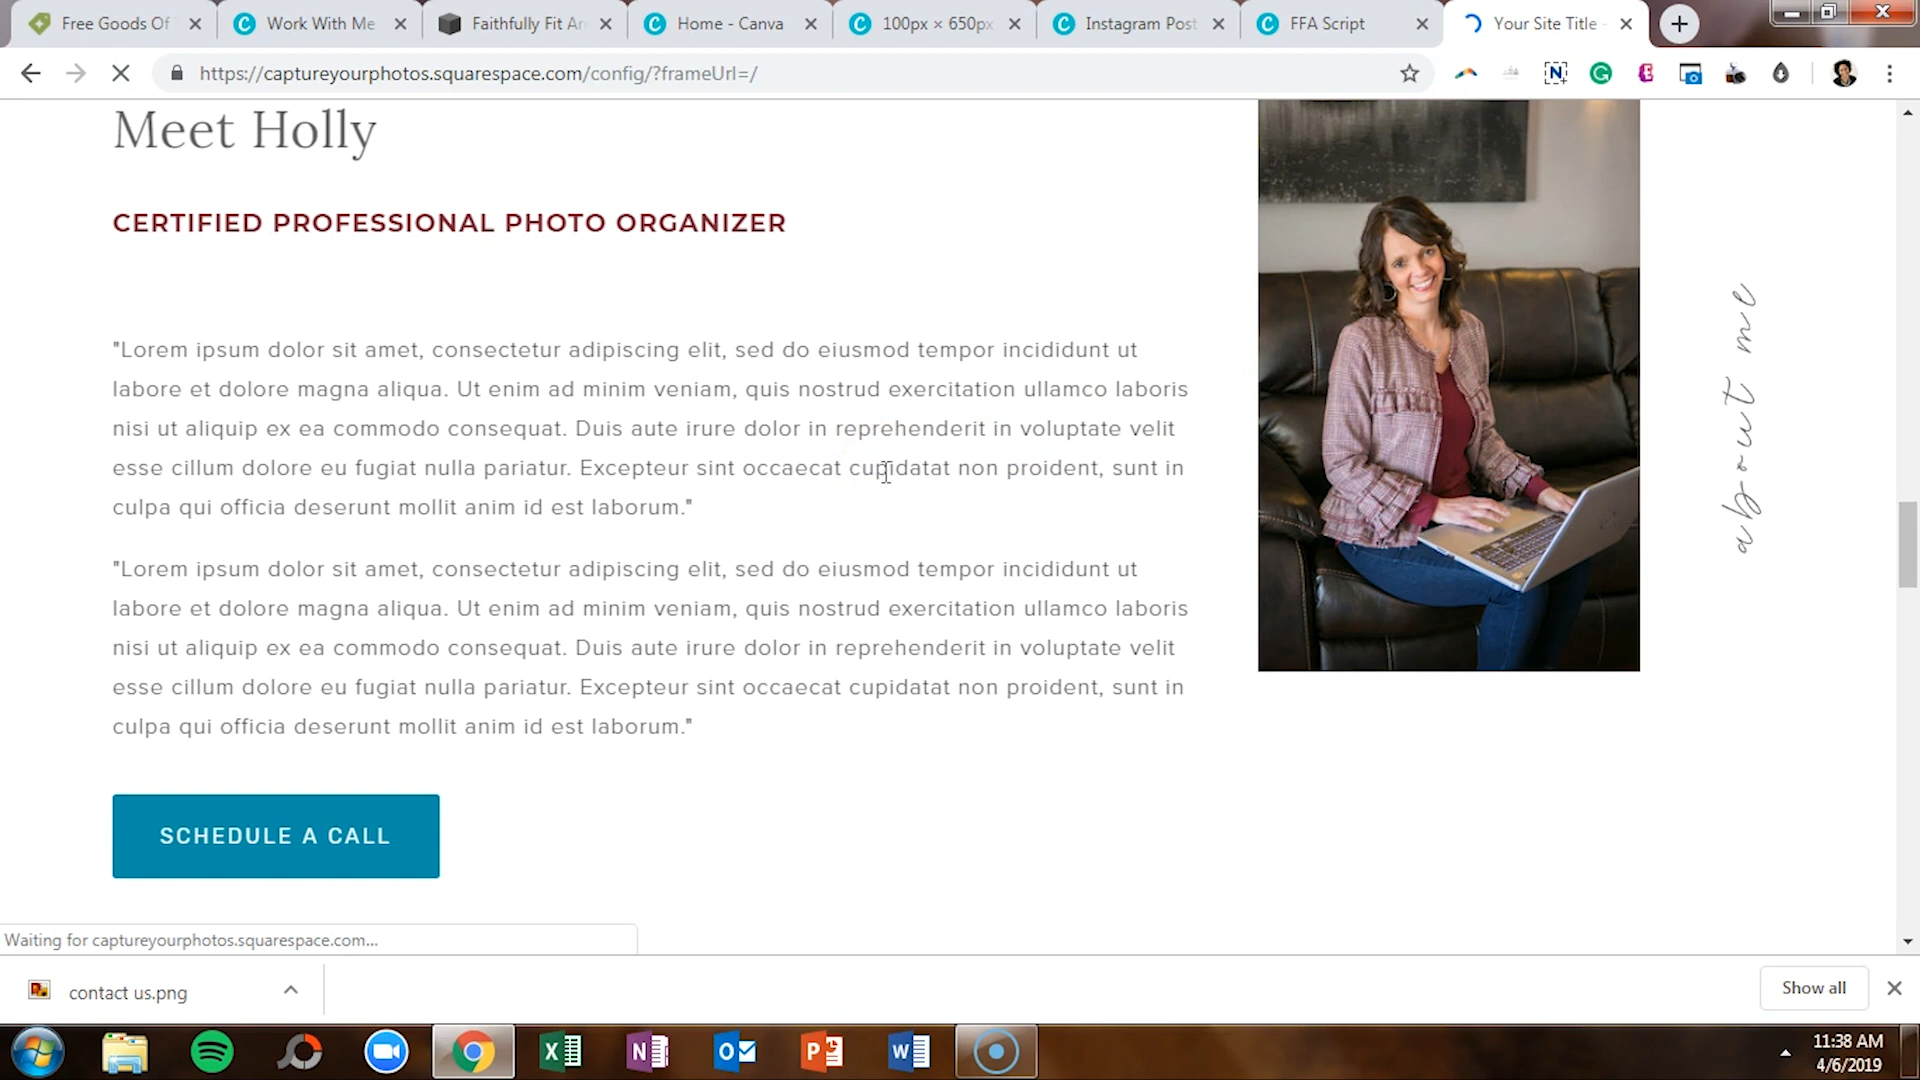 Free Goods Of
Work With Me
Faithfully Fit Ar
Home - Canva
100px × 650px
Instagram Post
FFA Script
Your Site Title -
https://captureyourphotos.squarespace.com/config/?frameUrl=/
Meet Holly
CERTIFIED PROFESSIONAL PHOTO ORGANIZER
"Lorem ipsum dolor sit amet, consectetur adipiscing elit, sed do eiusmod tempor incididunt ut
labore et dolore magna aliqua. Ut enim ad minim veniam, quis nostrud exercitation ullamco laboris
nisi ut aliquip ex ea commodo consequat. Duis aute irure dolor in reprehenderit in voluptate velit
esse cillum dolore eu fugiat nulla pariatur. Excepteur sint occaecat cupidatat non proident, sunt in
culpa qui officia deserunt mollit anim id est laborum."
"Lorem ipsum dolor sit amet, consectetur adipiscing elit, sed do eiusmod tempor incididunt ut
labore et dolore magna aliqua. Ut enim ad minim veniam, quis nostrud exercitation ullamco laboris
nisi ut aliquip ex ea commodo consequat. Duis aute irure dolor in reprehenderit in voluptate velit
esse cillum dolore eu fugiat nulla pariatur. Excepteur sint occaecat cupidatat non proident, sunt in
culpa qui officia deserunt mollit anim id est laborum."
about me
SCHEDULE A CALL
Waiting for captureyourphotos.squarespace.com...
contact us.png
Show all
11:38 AM
4/6/2019